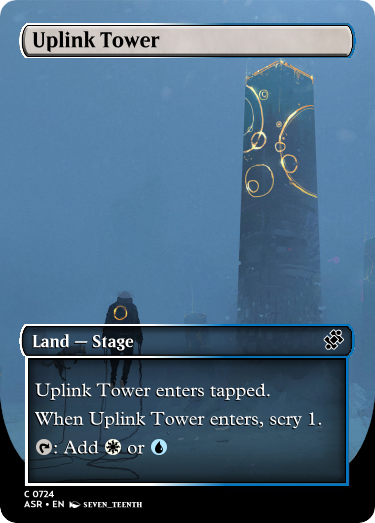 Uplink Tower
Land — Stage
Uplink Tower enters tapped.
When Uplink Tower enters, scry 1.
: Add or
C 0724
ASR • EN SEVEN_TEENTH